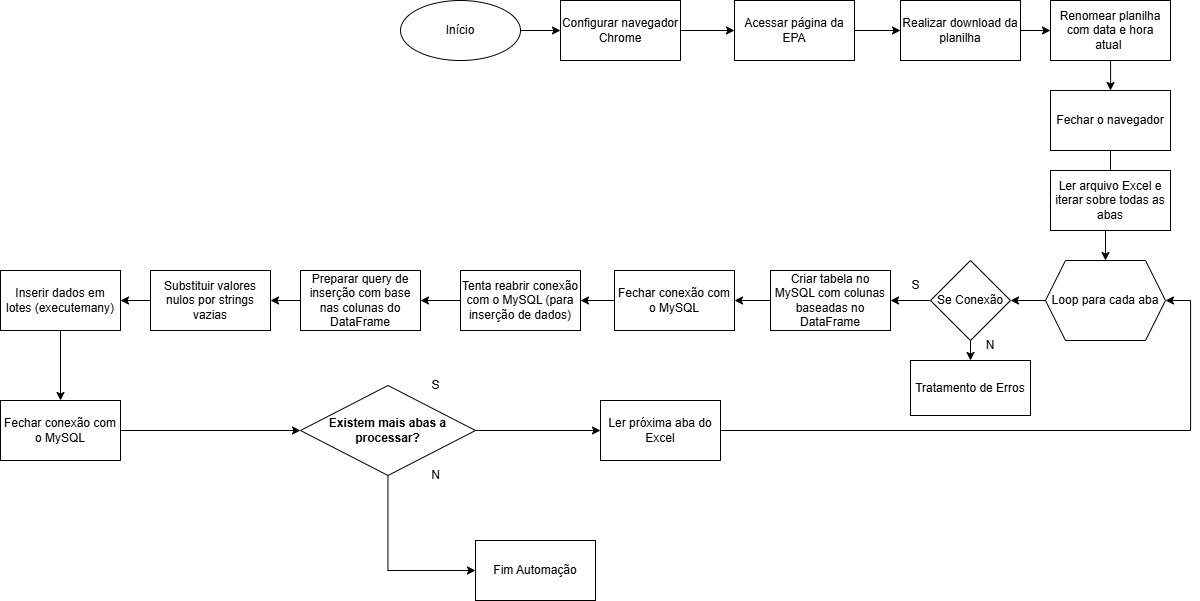 Início
Configurar navegador
Chrome
Acessar página da
EPA
Realizar download da
planilha
Renomear planilha
com data e hora
atual
Fechar o navegador
Ler arquivo Excel e
iterar sobre todas as
abas
Loop para cada aba
Se Conexão
S
N
Tratamento de Erros
Criar tabela no
MySQL com colunas
baseadas no
DataFrame
Fechar conexão com
o MySQL
Tenta reabrir conexão
com o MySQL (para
inserção de dados)
Preparar query de
inserção com base
nas colunas do
DataFrame
Substituir valores
nulos por strings
vazias
Inserir dados em
lotes (executemany)
Fechar conexão com
o MySQL
Existem mais abas a
processar?
S
N
Ler próxima aba do
Excel
Fim Automação